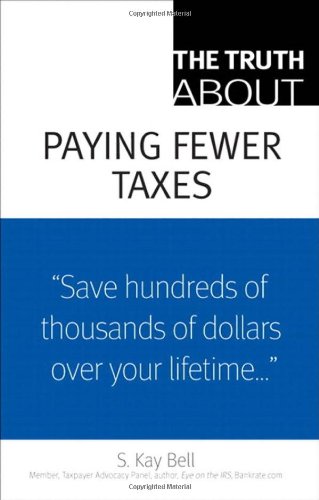 THE TRUTH
ABOUT
PAYING FEWER
TAXES
“Save hundreds of
thousands of dollars
over your lifetime...”
S. Kay Bell
Member, Taxpayer Advocacy Panel, author, Eye on the IRS, Bankrate.com